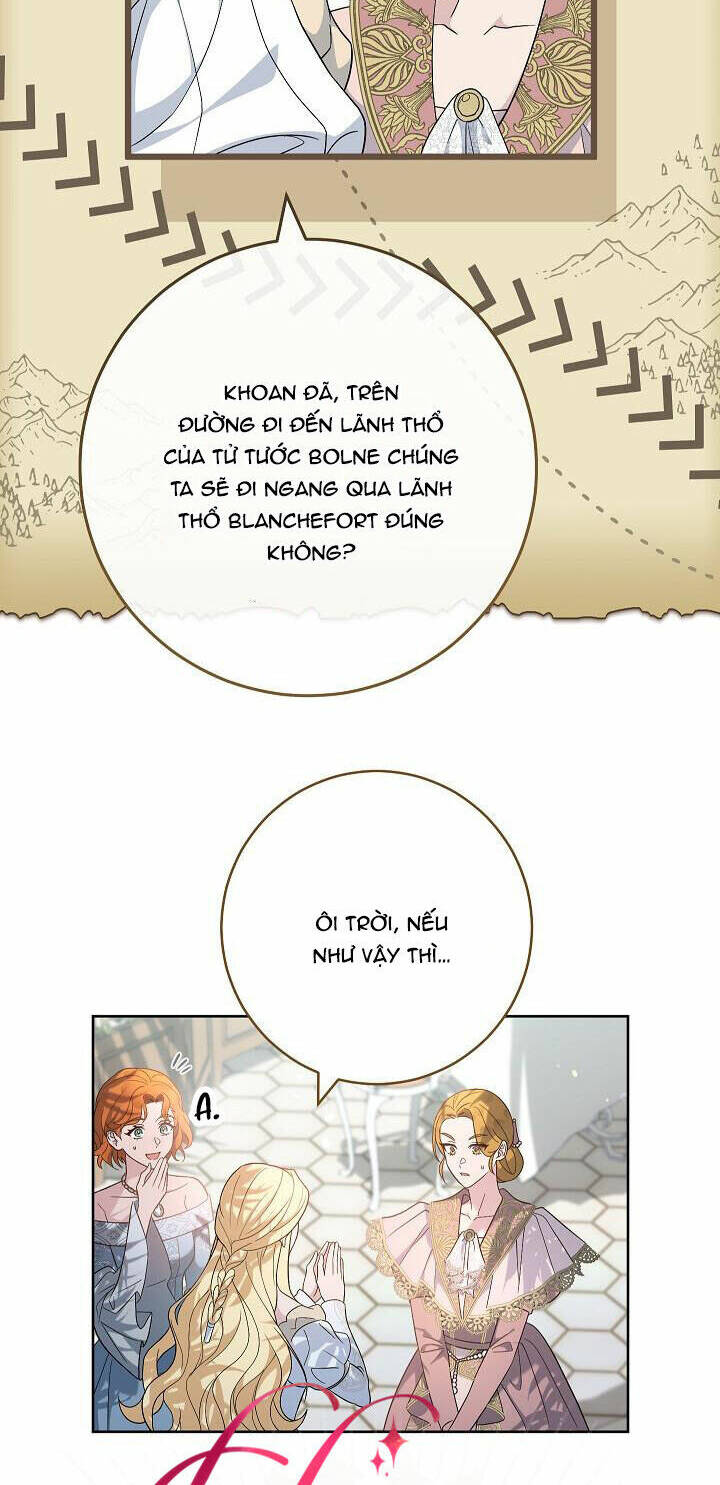 KHOAN ĐÃ, TRÊN
ĐƯỜNG ĐI ĐẾN LÃNH THỔ
CỦA TỬ TƯỚC BOLNE CHÚNG
TA SẼ ĐI NGANG QUA LÃNH
THỔ BLANCHEFORT ĐÚNG
KHÔNG?
ÔI TRỜI, NẾU
NHƯ VẬY THÌ...
A.